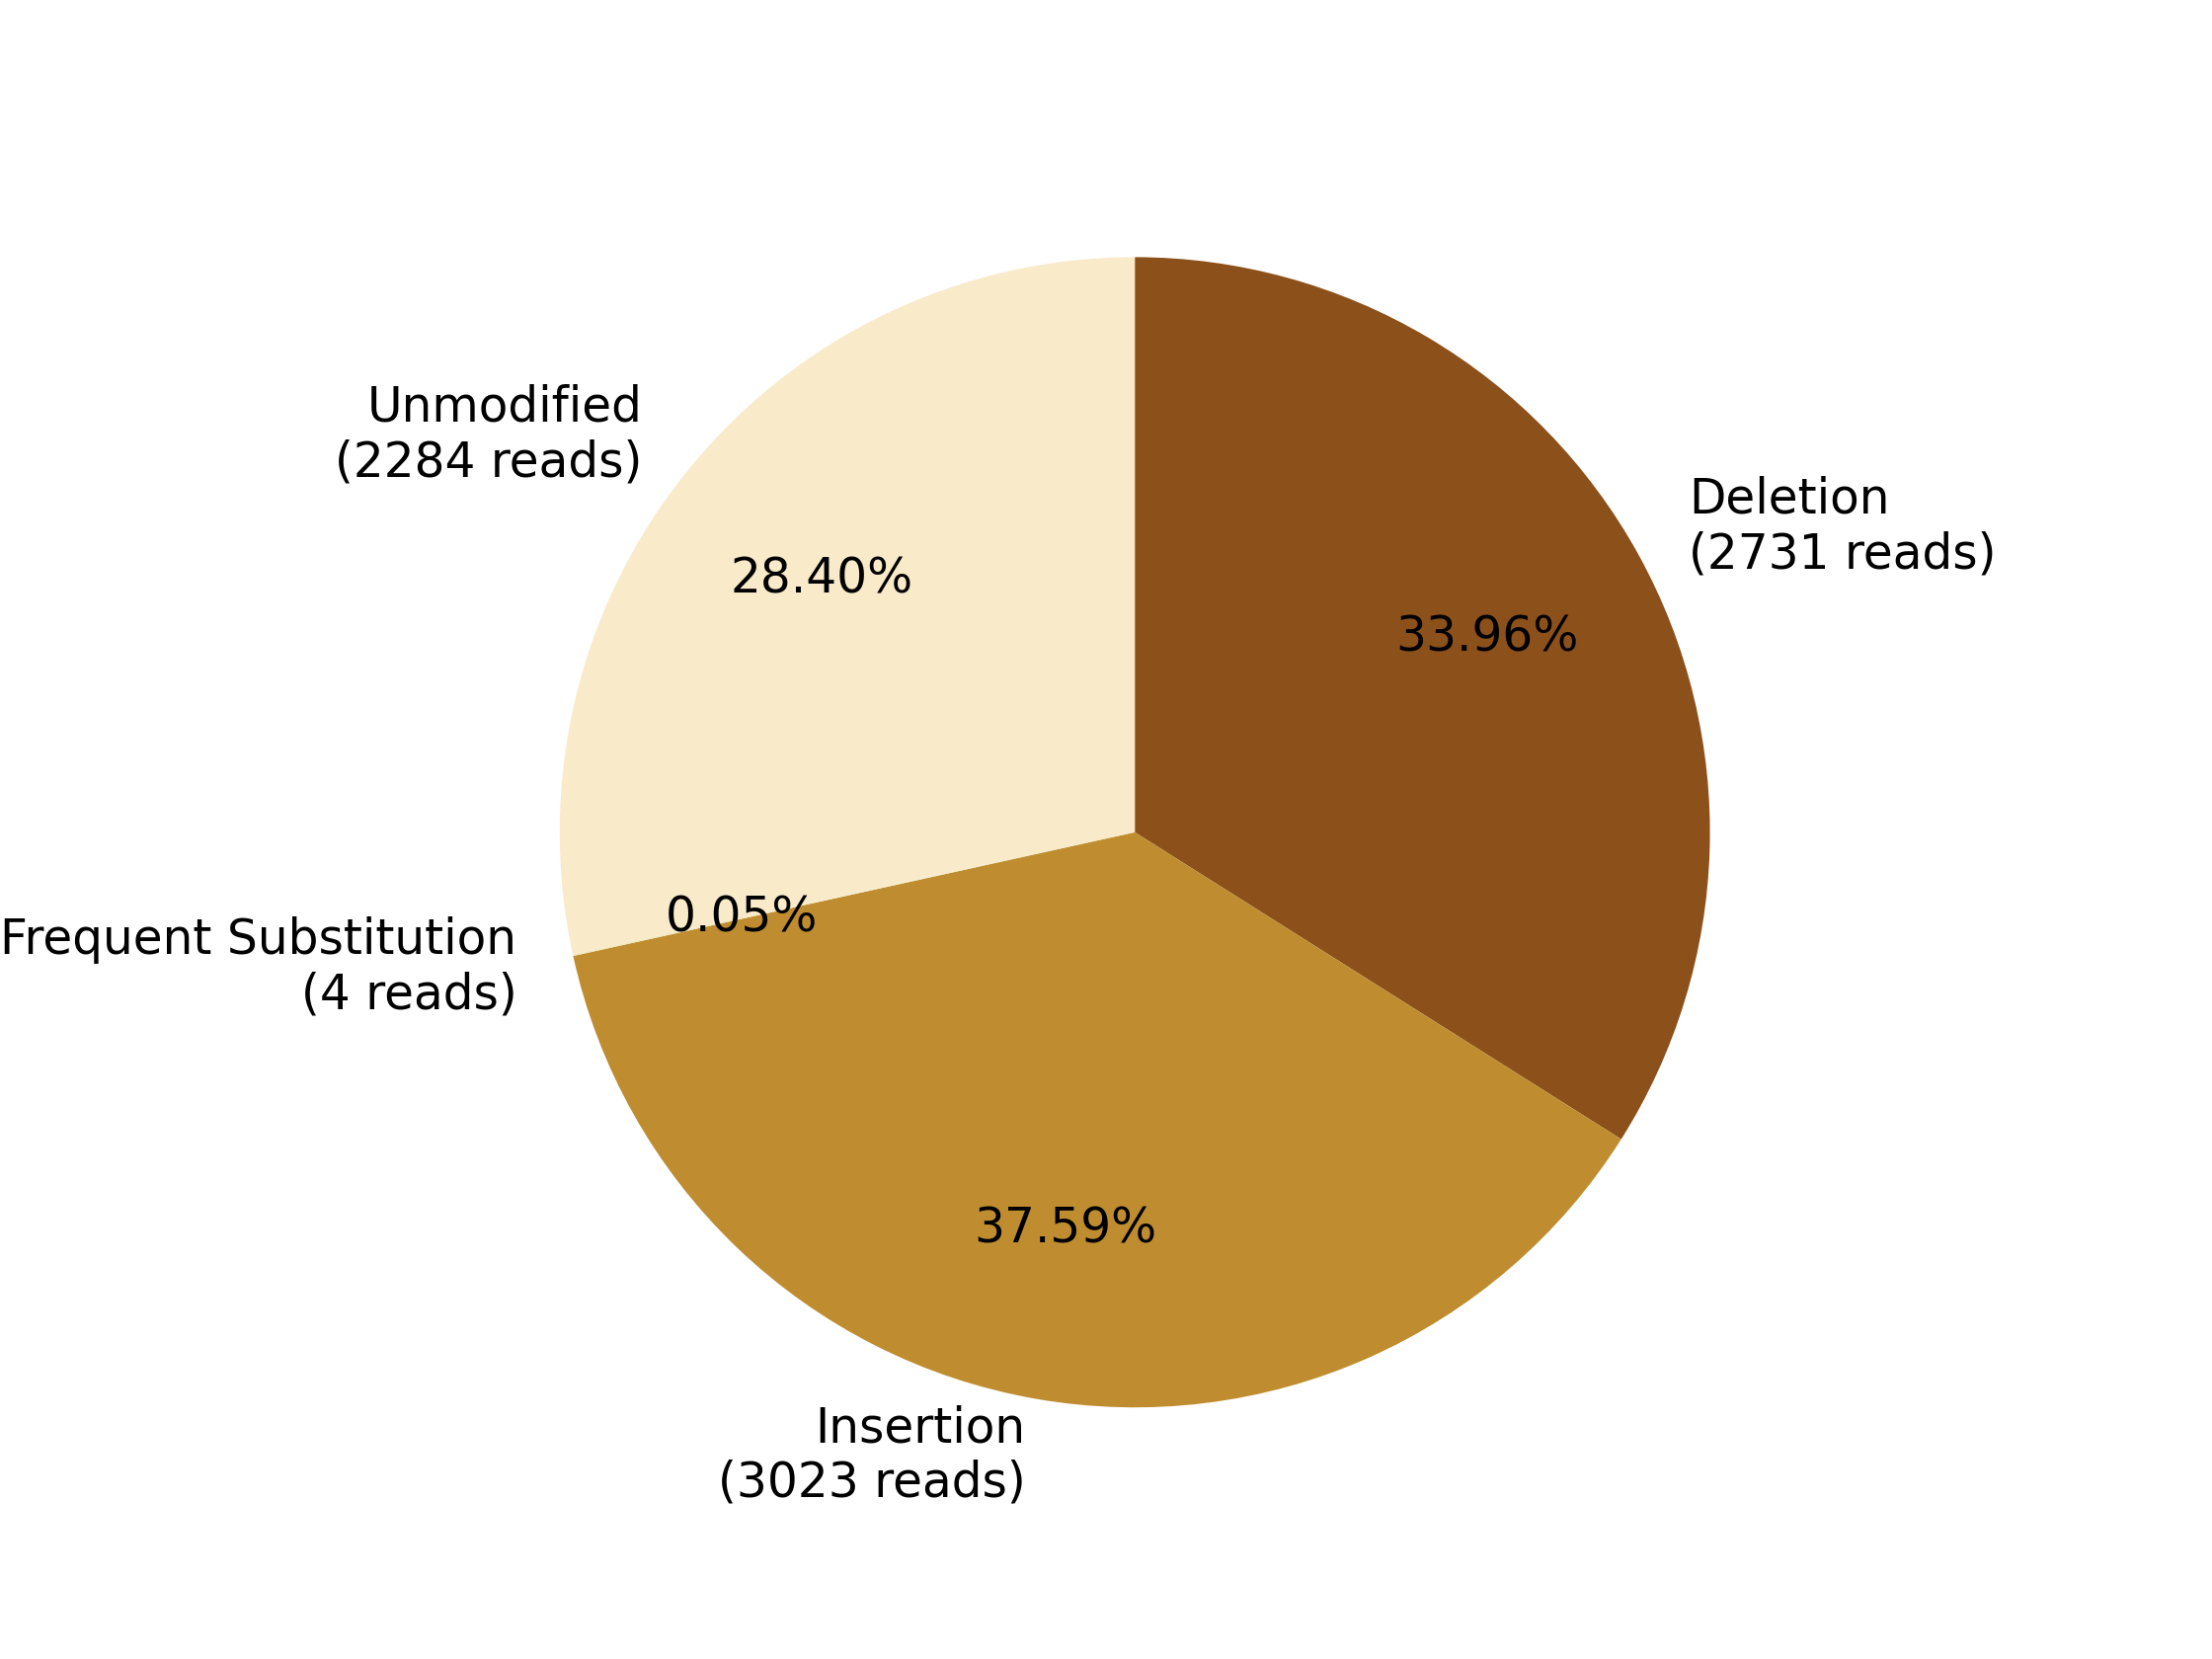 Unmodified
(2284 reads)
28.40%
Deletion
(2731 reads)
33.96%
Frequent Substitution
(4 reads)
0.05%
37.59%
Insertion
(3023 reads)